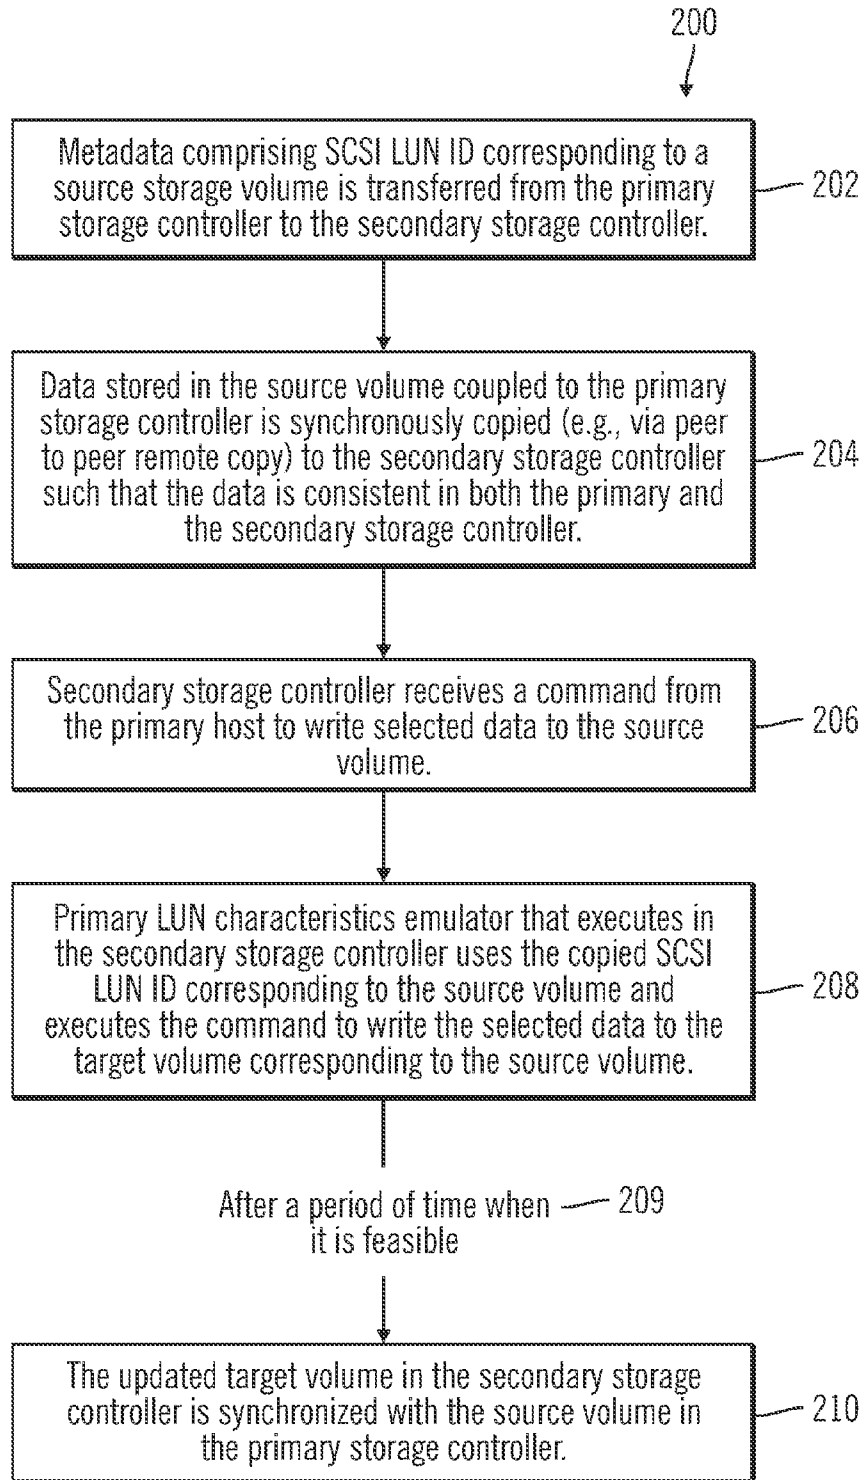 200
Metadata comprising SCSI LUN ID corresponding to a
source storage volume is transferred from the primary
storage controller to the secondary storage controller.
202
Data stored in the source volume coupled to the primary
storage controller is synchronously copied (e.g., via peer
to peer remote copy) to the secondary storage controller
such that the data is consistent in both the primary and
the secondary storage controller.
204
Secondary storage controller receives a command from
the primary host to write selected data to the source
volume.
206
Primary LUN characteristics emulator that executes in
the secondary storage controller uses the copied SCSI
LUN ID corresponding to the source volume and
executes the command to write the selected data to the
target volume corresponding to the source volume.
208
After a period of time when
it is feasible
209
The updated target volume in the secondary storage
controller is synchronized with the source volume in
the primary storage controller.
210